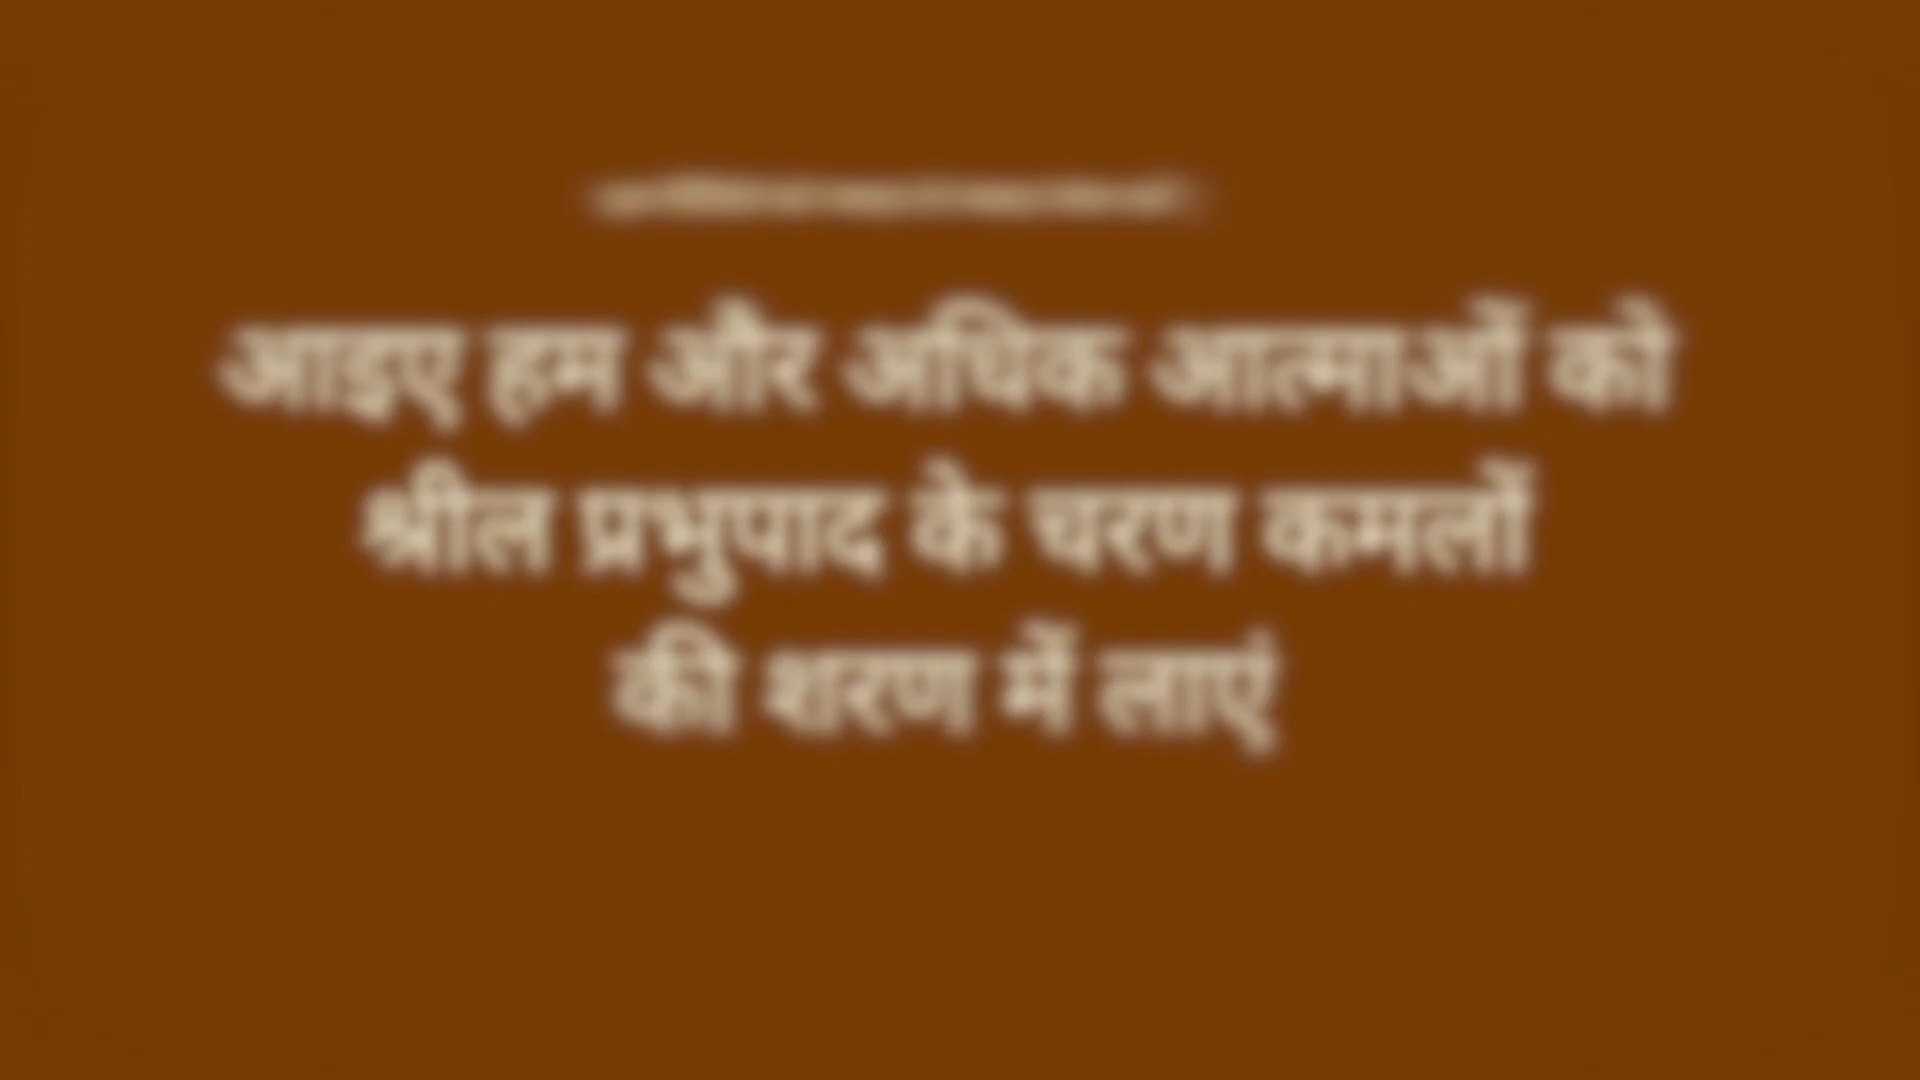 आइए हम और अधिक आत्माओं को
श्रील प्रभुपाद के चरण कमलों
की शरण में लाएं